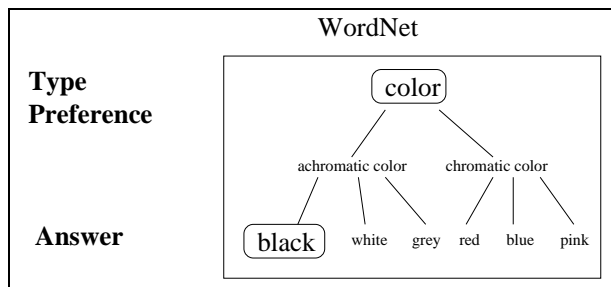 WordNet
Type
Preference
color
achromatic color chromatic color
Answer
black white grey red blue pink